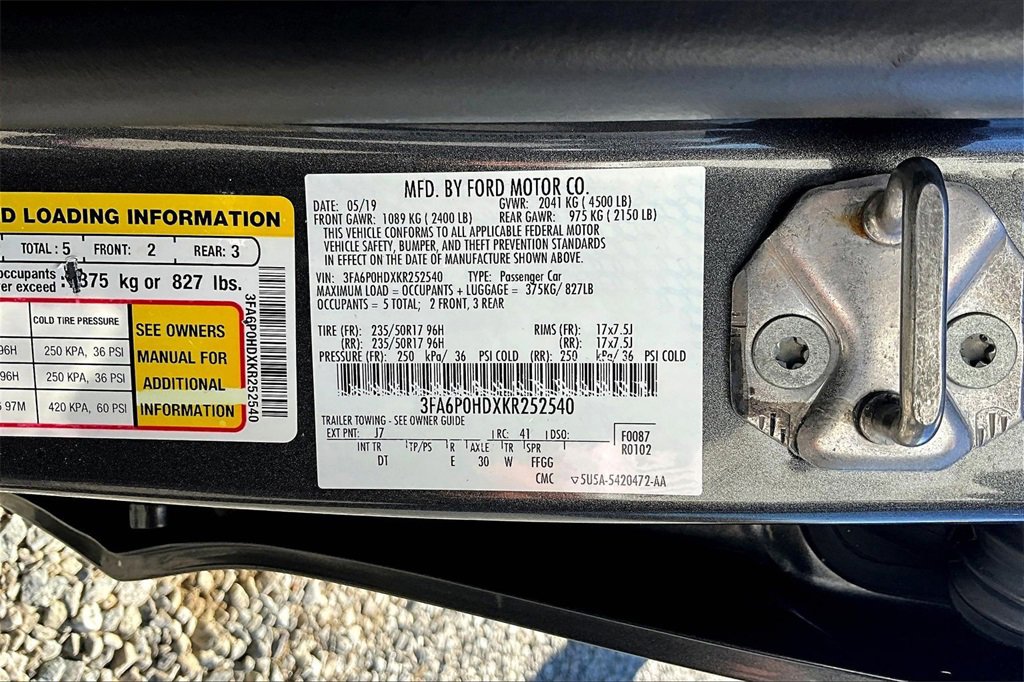 D LOADING INFORMATION
TOTAL: 5 FRONT: 2 REAR: 3
occupants
er exceed : 375 kg or 827 lbs.
COLD TIRE PRESSURE
96H 250 KPA, 36 PSI
96H 250 KPA, 36 PSI
97M 420 KPA, 60 PSI
SEE OWNERS
MANUAL FOR
ADDITIONAL
INFORMATION
3FA6P0HDXKR252540
MFD. BY FORD MOTOR CO.
DATE: 05/19 GVWR: 2041 KG ( 4500 LB)
FRONT GAWR: 1089 KG ( 2400 LB) REAR GAWR: 975 KG ( 2150 LB)
THIS VEHICLE CONFORMS TO ALL APPLICABLE FEDERAL MOTOR
VEHICLE SAFETY, BUMPER, AND THEFT PREVENTION STANDARDS
IN EFFECT ON THE DATE OF MANUFACTURE SHOWN ABOVE.
VIN: 3FA6P0HDXKR252540 TYPE: Passenger Car
MAXIMUM LOAD = OCCUPANTS + LUGGAGE = 375KG/ 827LB
OCCUPANTS = 5 TOTAL; 2 FRONT, 3 REAR
TIRE (FR): 235/50R17 96H RIMS (FR): 17x7.5J
(RR): 235/50R17 96H (RR): 17x7.5J
PRESSURE (FR): 250 kPa/ 36 PSI COLD (RR): 250 kPa/ 36 PSI COLD
3FA6P0HDXKR252540
TRAILER TOWING - SEE OWNER GUIDE
EXT PNT: J7 RC: 41 DSO: F0087
INT TR TP/PS R AXLE TR SPR R0102
DT E 30 W FFGG
CMC 5U5A-5420472-AA